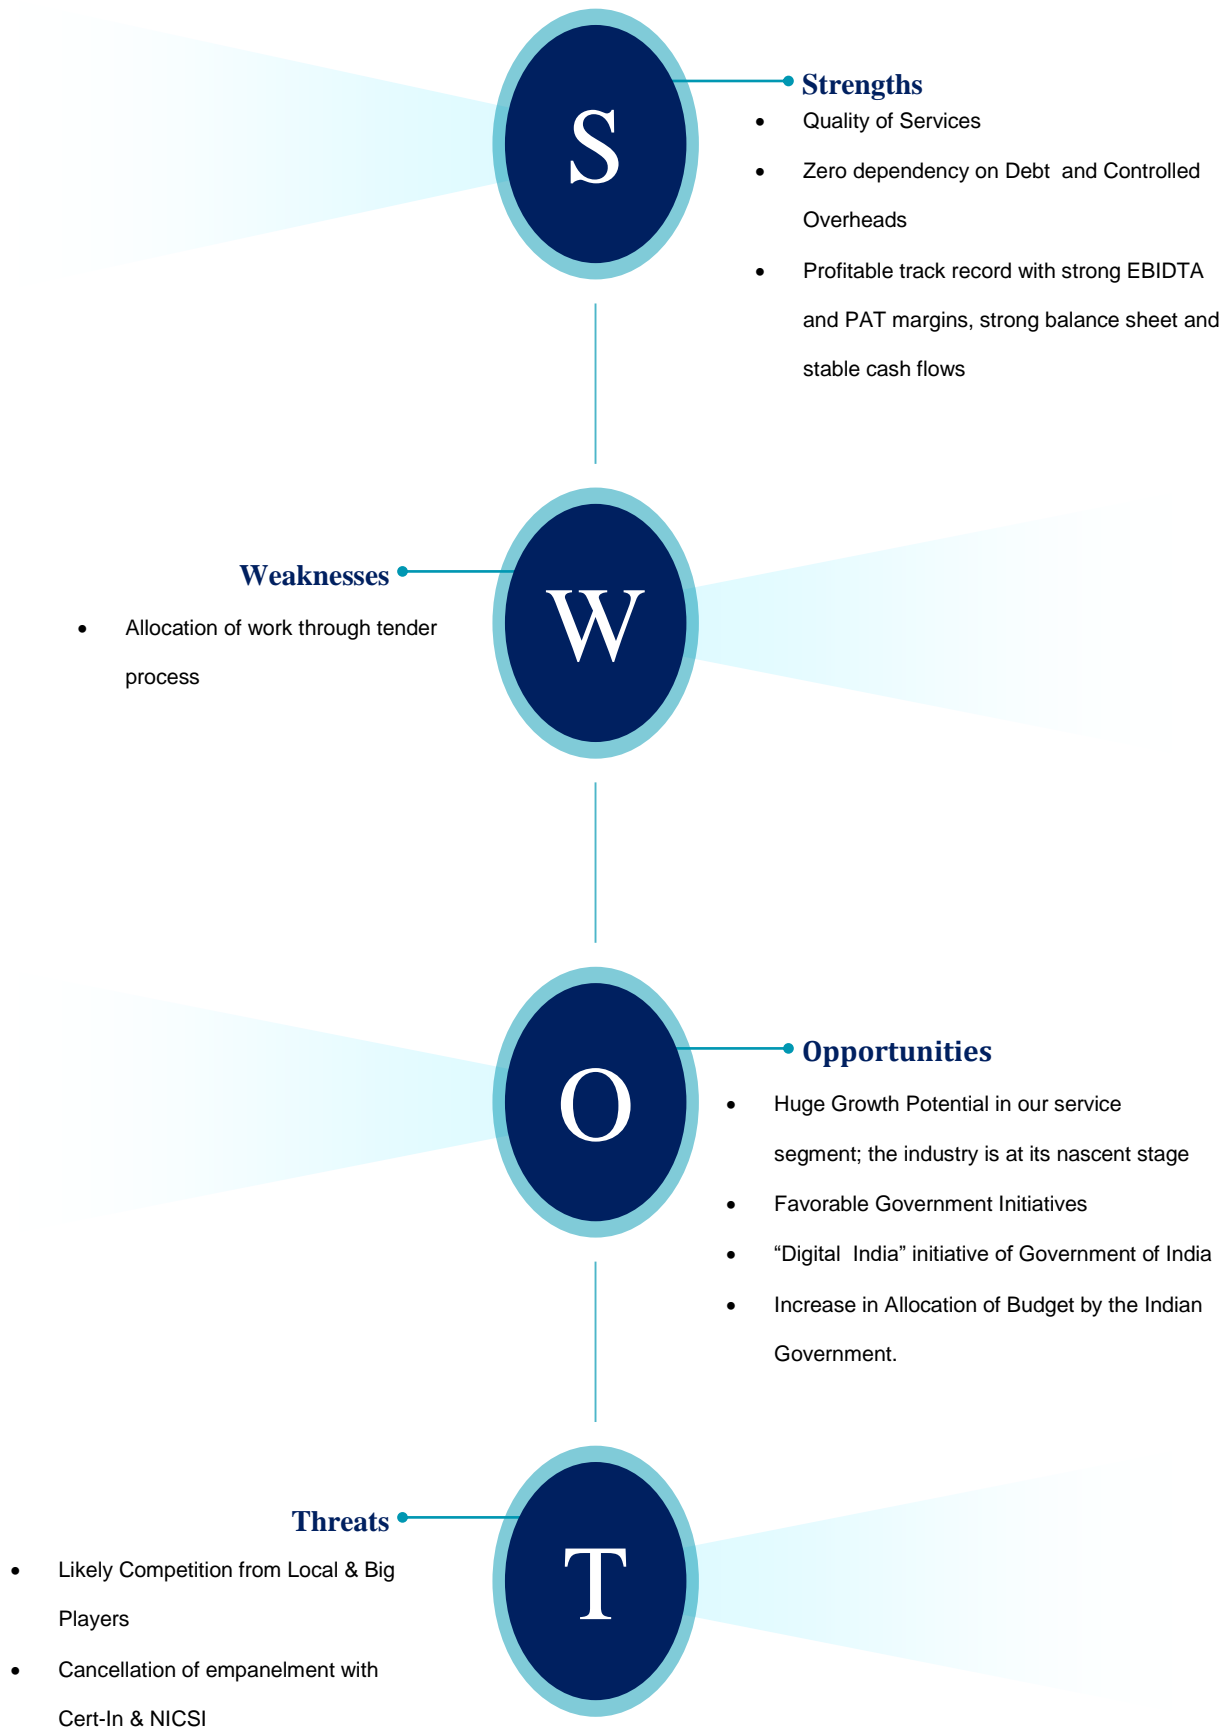 S
Strengths
• Quality of Services
• Zero dependency on Debt and Controlled
Overheads
• Profitable track record with strong EBIDTA
and PAT margins, strong balance sheet and
stable cash flows
W
Weaknesses
• Allocation of work through tender
process
O
Opportunities
• Huge Growth Potential in our service
segment; the industry is at its nascent stage
• Favorable Government Initiatives
• “Digital India” initiative of Government of India
• Increase in Allocation of Budget by the Indian
Government.
T
Threats
• Likely Competition from Local & Big
Players
• Cancellation of empanelment with
Cert-In & NICSI